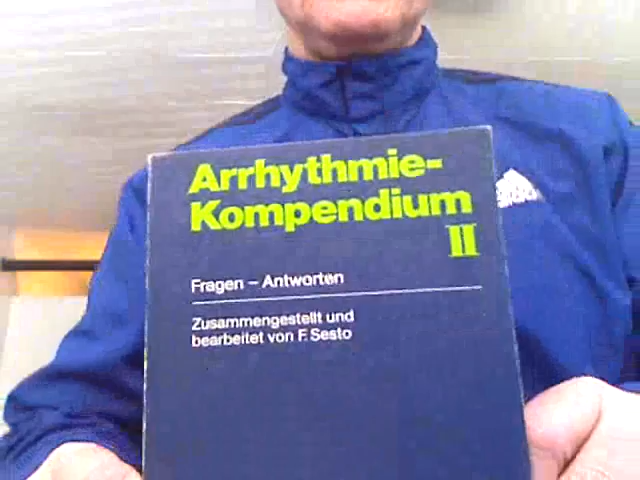 Arrhythmie-
Kompendium
II
Fragen – Antworten
Zusammengestellt und
bearbeitet von F. Sesto